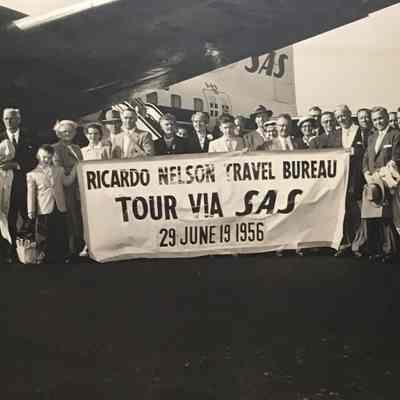 SAS
RICARDO NELSON TRAVEL BUREAU
TOUR VIA SAS
29 JUNE 19 1956